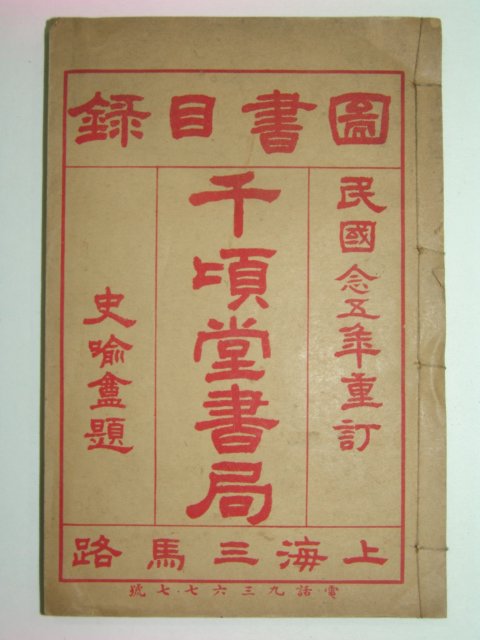 圖書目録
民國念五年重訂
千頃堂書局
史喻盦題
上海三馬路
電話九三六七七號